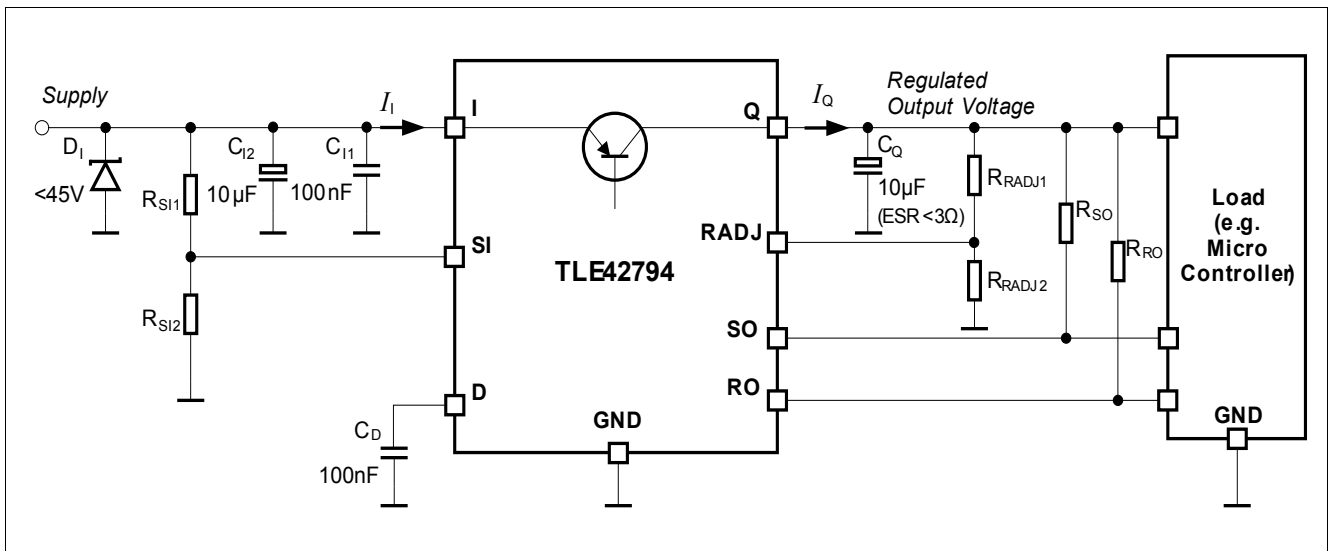 Supply
I_I
I
Q
I_Q
Regulated
Output Voltage
D_I
<45V
R_SI1
C_I2
10µF
C_I1
100nF
C_Q
10µF
(ESR<3Ω)
R_RADJ1
R_SO
R_RO
Load
(e.g.
Micro
Controller)
SI
RADJ
TLE42794
R_SI2
R_RADJ2
SO
D
RO
GND
GND
C_D
100nF